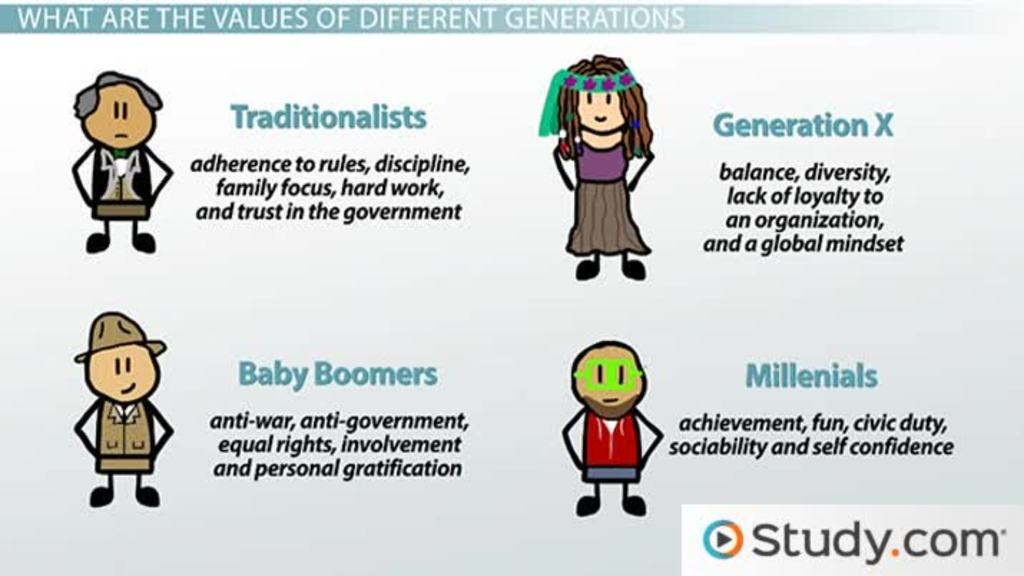 WHAT ARE THE VALUES OF DIFFERENT GENERATIONS
Traditionalists
adherence to rules, discipline,
family focus, hard work,
and trust in the government
Generation X
balance, diversity,
lack of loyalty to
an organization,
and a global mindset
Baby Boomers
anti-war, anti-government,
equal rights, involvement
and personal gratification
Millenials
achievement, fun, civic duty,
sociability and self confidence
Study.com